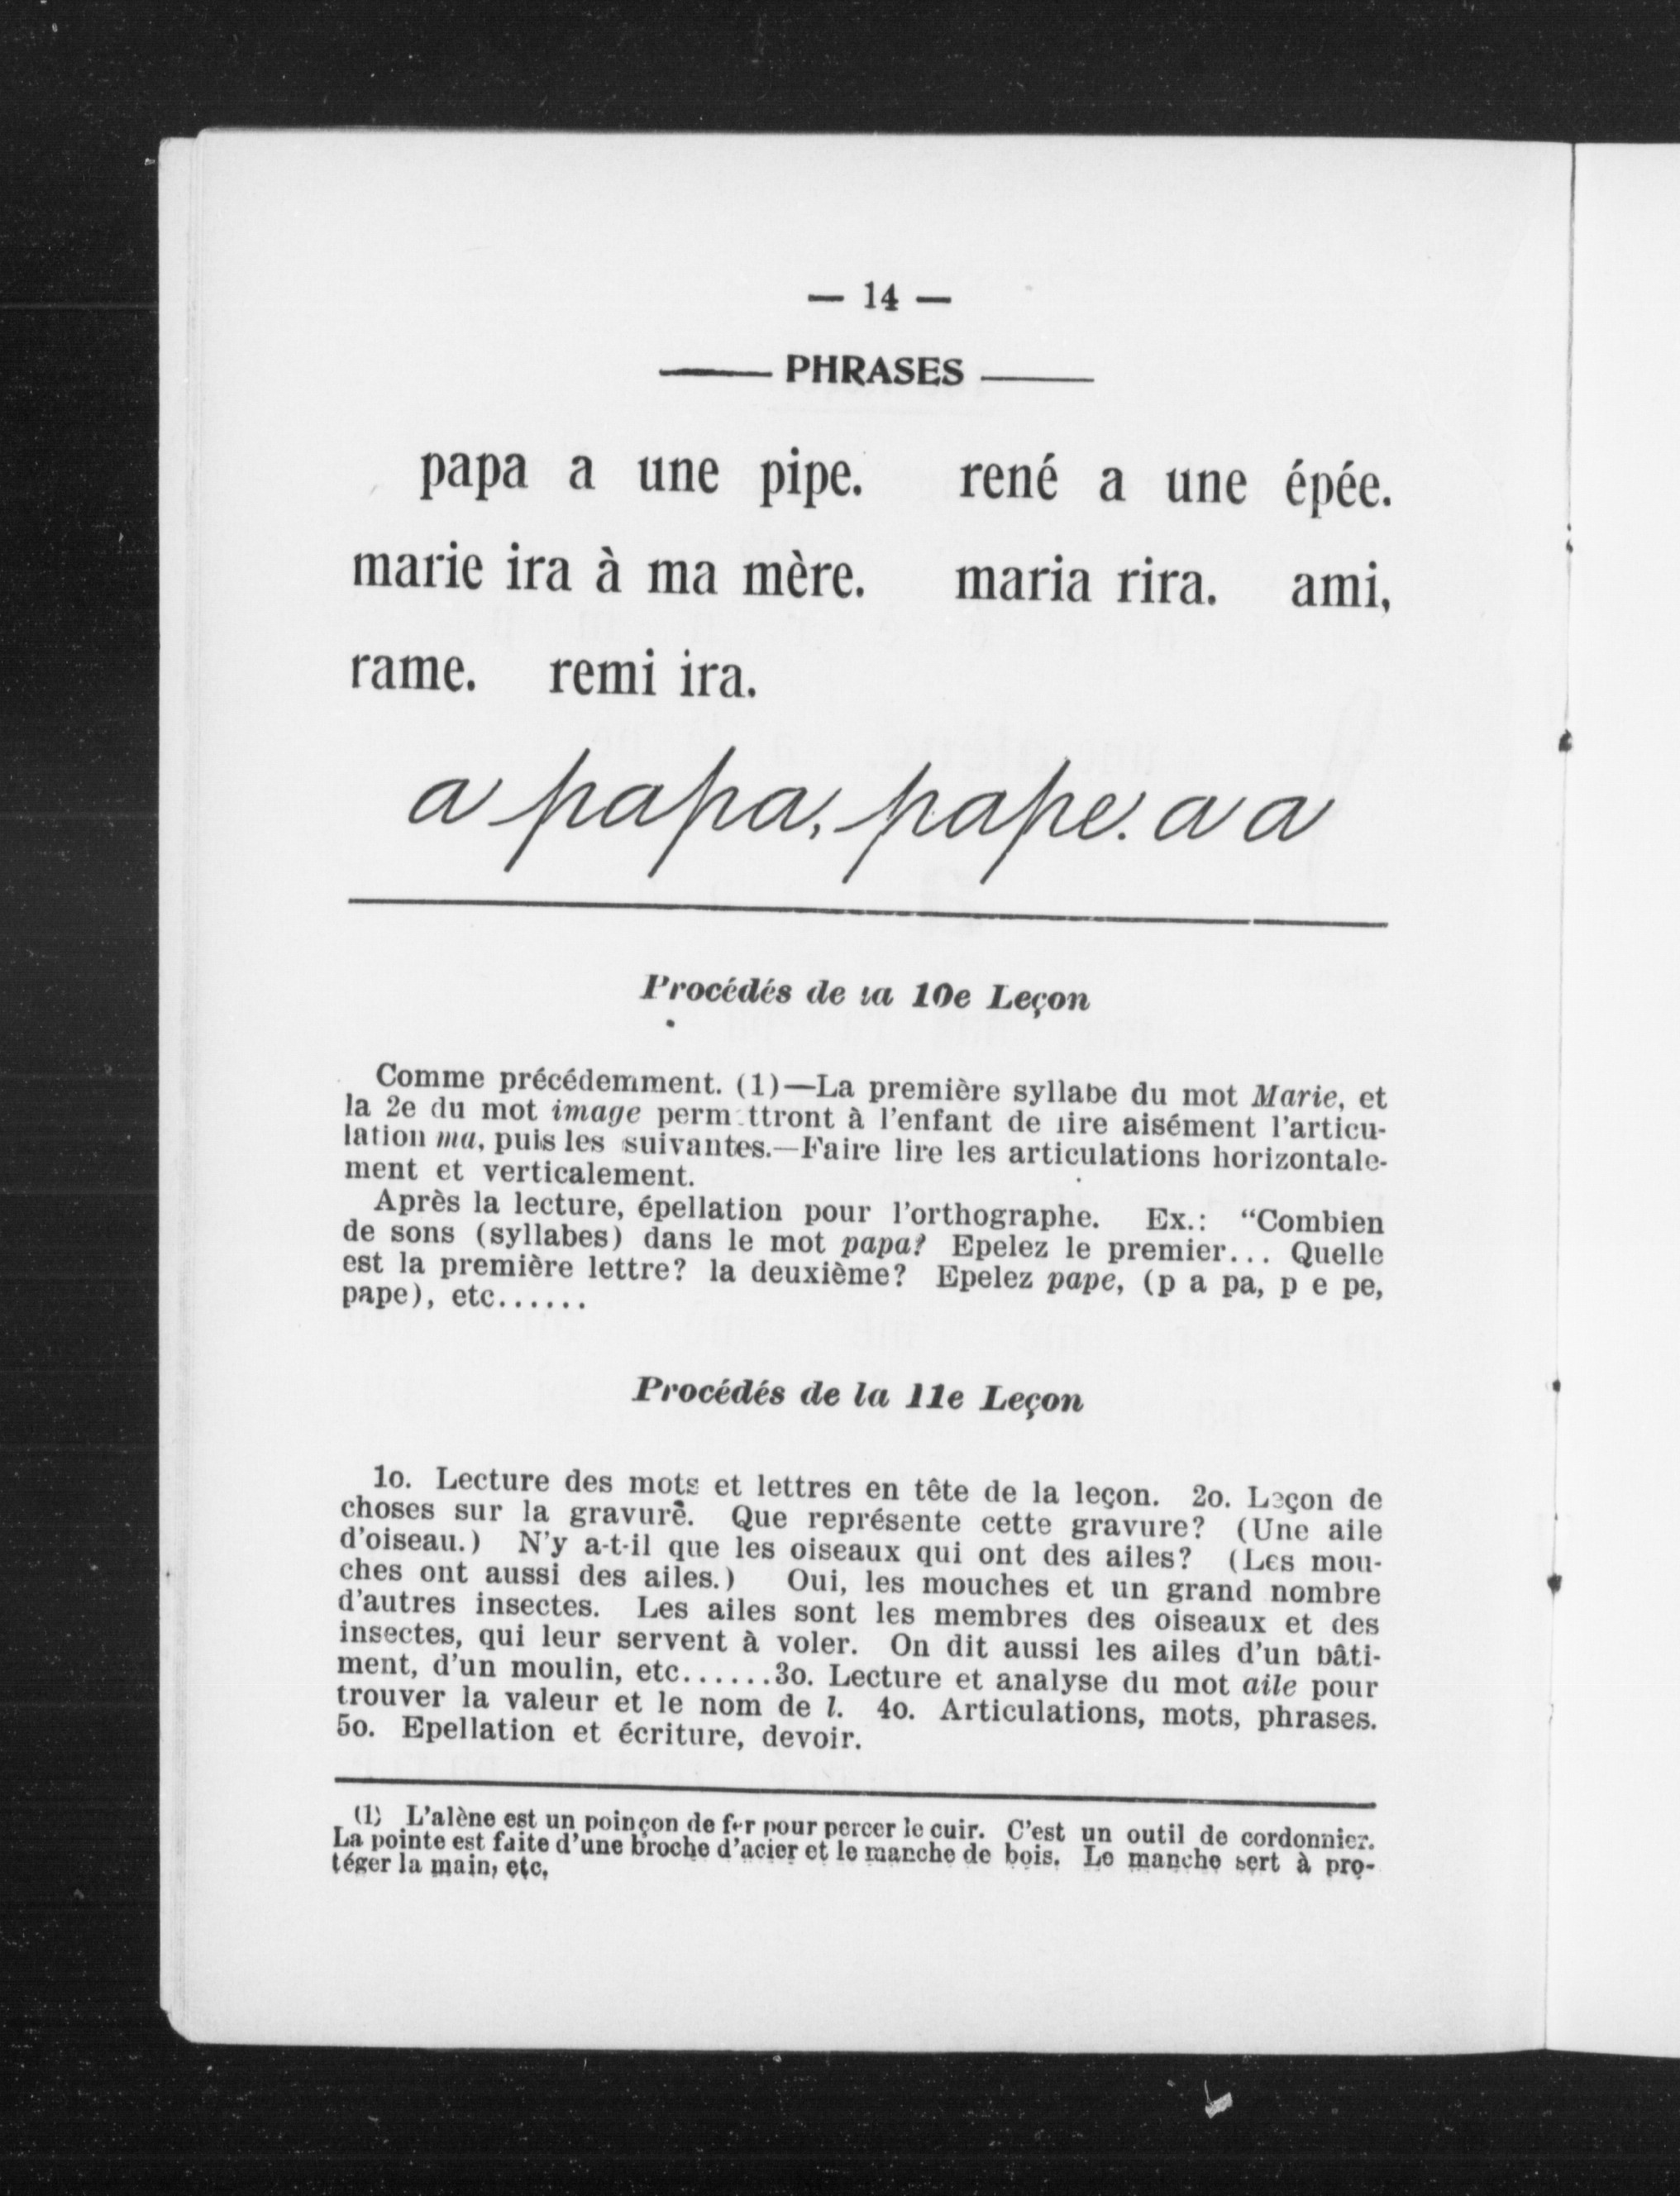 — 14 —
PHRASES
papa a une pipe. rené a une épée.
marie ira à ma mère. maria rira. ami,
rame. remi ira.
a papa, pape. a a
Procédés de la 10e Leçon
Comme précédemment. (1)—La première syllabe du mot Marie, et
la 2e du mot image permettront à l'enfant de lire aisément l'articu-
lation ma, puis les suivantes.—Faire lire les articulations horizontale-
ment et verticalement.
Après la lecture, épellation pour l'orthographe. Ex.: "Combien
de sons (syllabes) dans le mot papa? Epelez le premier... Quelle
est la première lettre? la deuxième? Epelez pape, (p a pa, p e pe,
pape), etc......
Procédés de la 11e Leçon
1o. Lecture des mots et lettres en tête de la leçon. 2o. Leçon de
choses sur la gravure. Que représente cette gravure? (Une aile
d'oiseau.) N'y a-t-il que les oiseaux qui ont des ailes? (Les mou-
ches ont aussi des ailes.) Oui, les mouches et un grand nombre
d'autres insectes. Les ailes sont les membres des oiseaux et des
insectes, qui leur servent à voler. On dit aussi les ailes d'un bâti-
ment, d'un moulin, etc......3o. Lecture et analyse du mot aile pour
trouver la valeur et le nom de l. 4o. Articulations, mots, phrases.
5o. Epellation et écriture, devoir.
(1) L'alène est un poinçon de fer pour percer le cuir. C'est un outil de cordonnier.
La pointe est faite d'une broche d'acier et le manche de bois. Le manche sert à pro-
téger la main, etc.